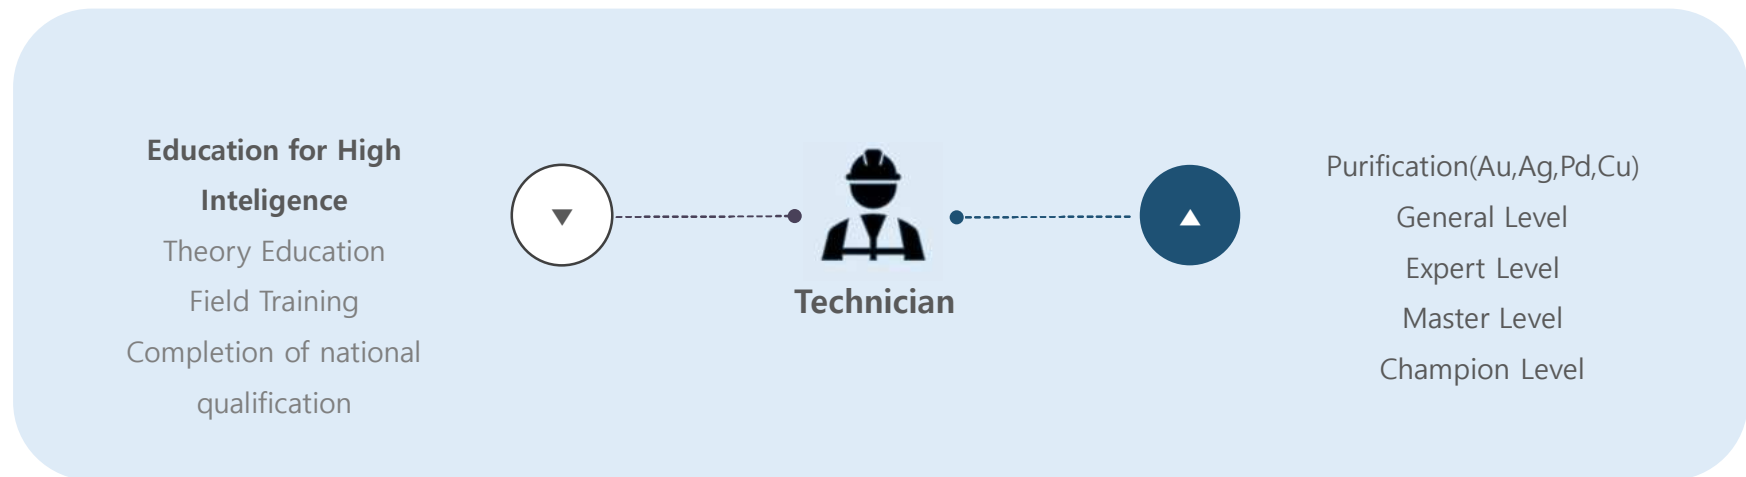 Education for High
Inteligence
Theory Education
Field Training
Completion of national
qualification
Technician
Purification(Au,Ag,Pd,Cu)
General Level
Expert Level
Master Level
Champion Level